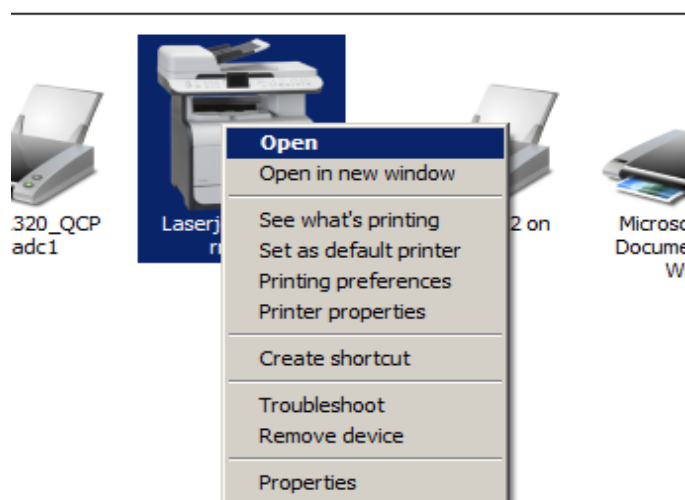 .320_QCP
adc1
Laserj
r
2 on
Micros
Docume
W
Open
Open in new window
See what's printing
Set as default printer
Printing preferences
Printer properties
Create shortcut
Troubleshoot
Remove device
Properties